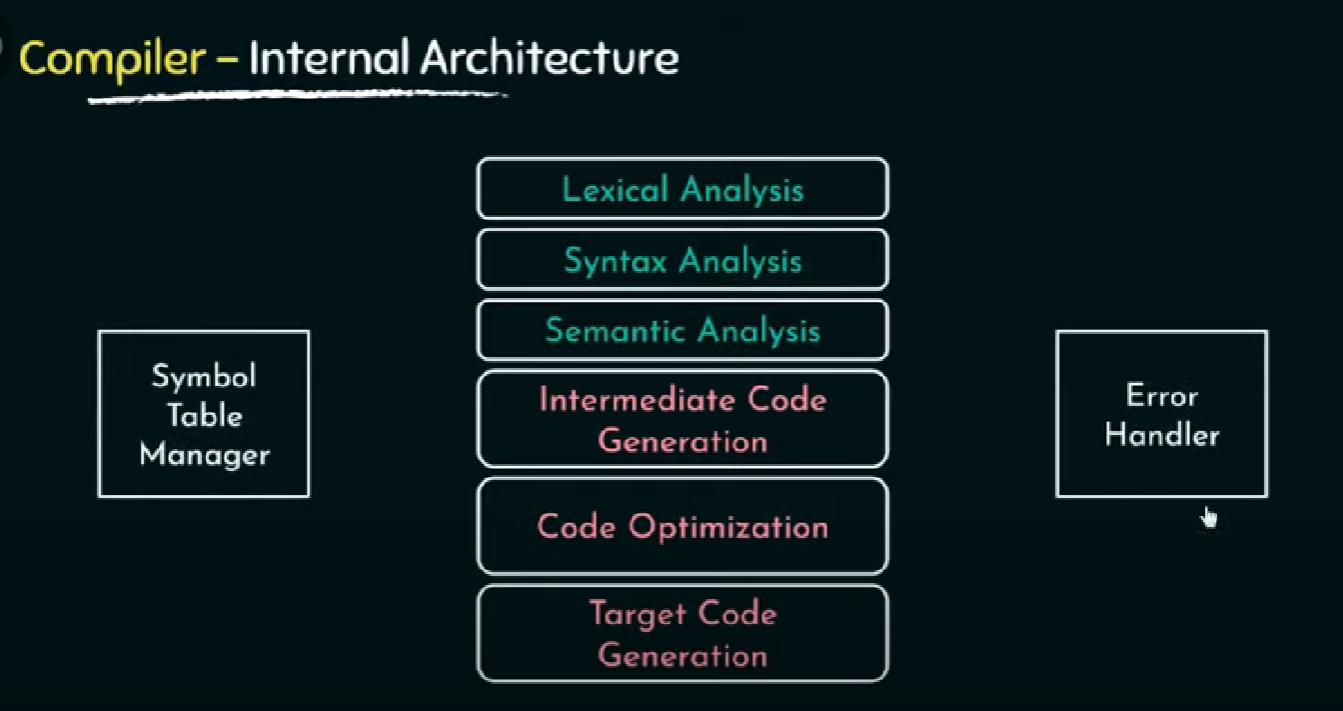 Compiler – Internal Architecture
Lexical Analysis
Syntax Analysis
Semantic Analysis
Intermediate Code
Generation
Code Optimization
Target Code
Generation
Symbol
Table
Manager
Error
Handler